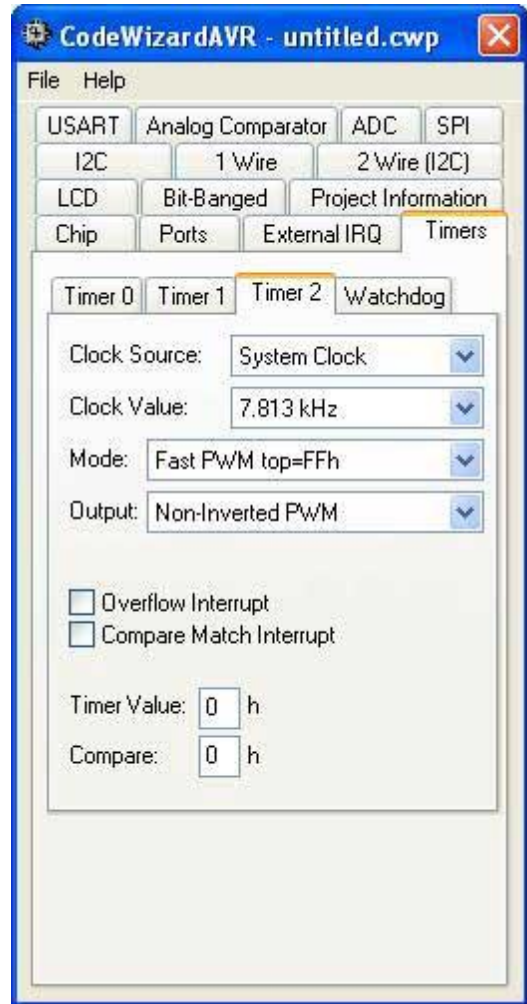 CodeWizardAVR - untitled.cwp
File Help
USART Analog Comparator ADC SPI
I2C 1 Wire 2 Wire (I2C)
LCD Bit-Banged Project Information
Chip Ports External IRQ Timers
Timer 0 Timer 1 Timer 2 Watchdog
Clock Source: System Clock
Clock Value: 7.813 kHz
Mode: Fast PWM top=FFh
Output: Non-Inverted PWM
Overflow Interrupt
Compare Match Interrupt
Timer Value: 0 h
Compare: 0 h